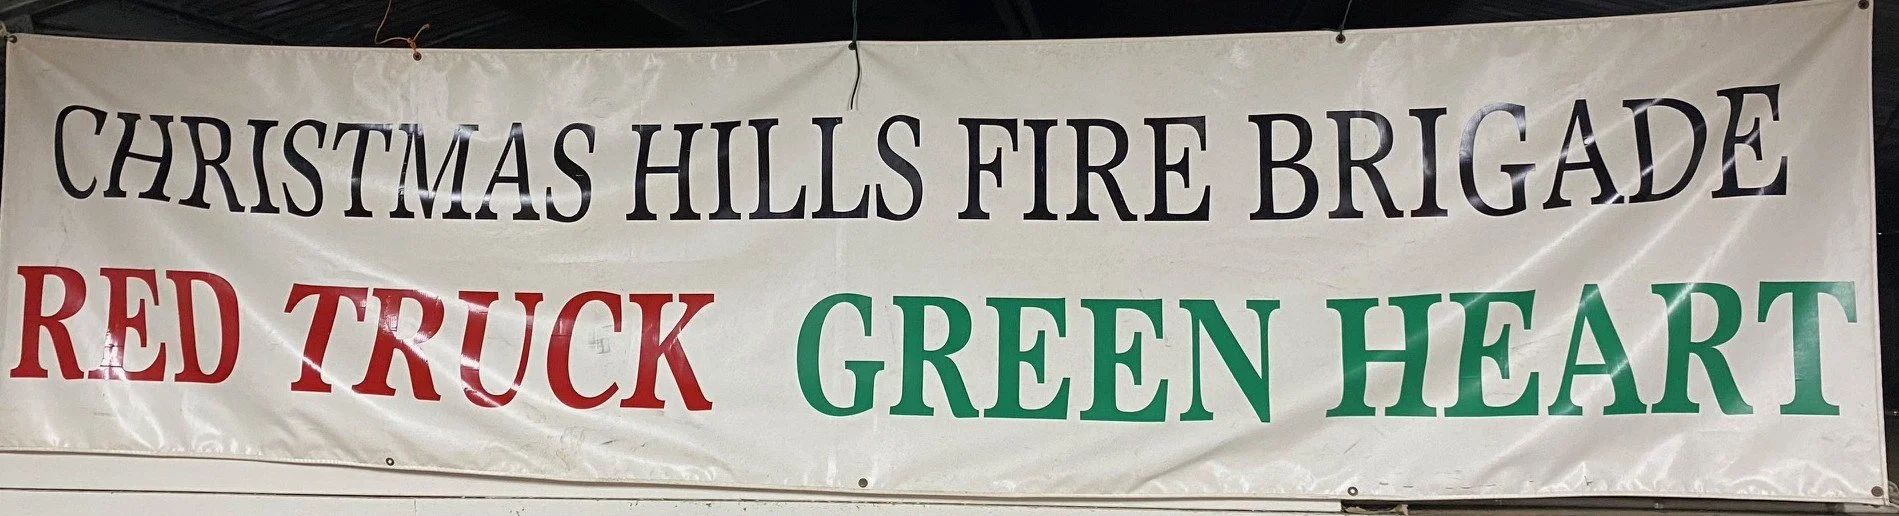 CHRISTMAS HILLS FIRE BRIGADE
RED TRUCK GREEN HEART